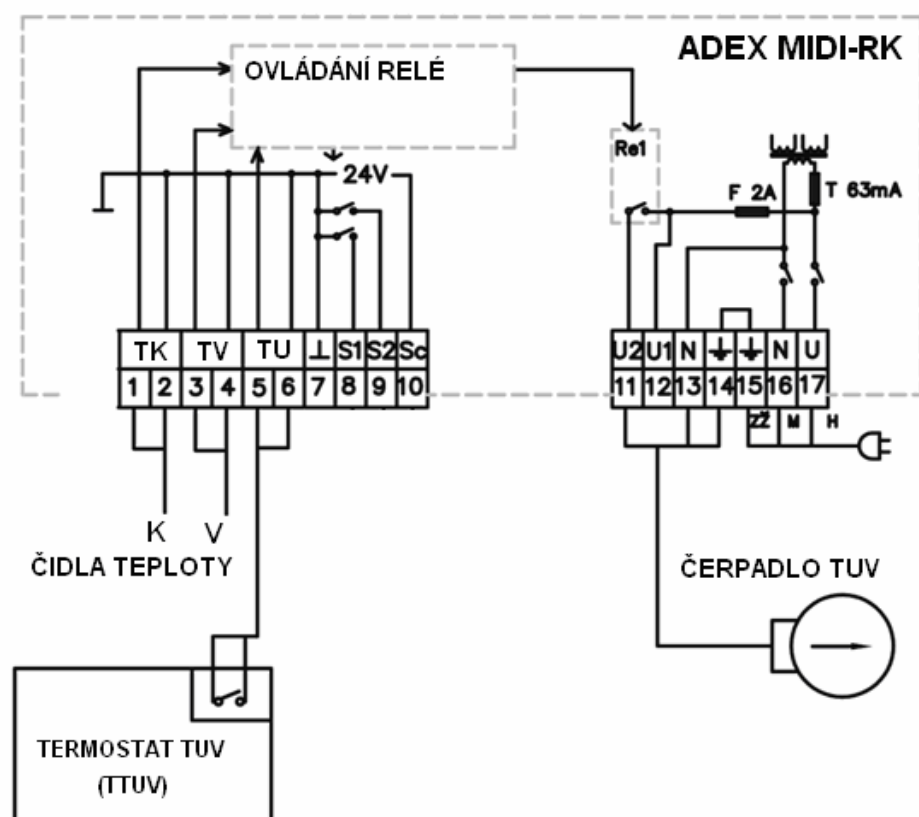 ADEX MIDI-RK
OVLÁDÁNÍ RELÉ
Re1
24V
F 2A
T 63mA
TK TV TU ⊥ S1 S2 Sc
1 2 3 4 5 6 7 8 9 10
U2 U1 N ⏚ ⏚ N U
11 12 13 14 15 16 17
ZŽ M H
K V
ČIDLA TEPLOTY
ČERPADLO TUV
TERMOSTAT TUV
(TTUV)